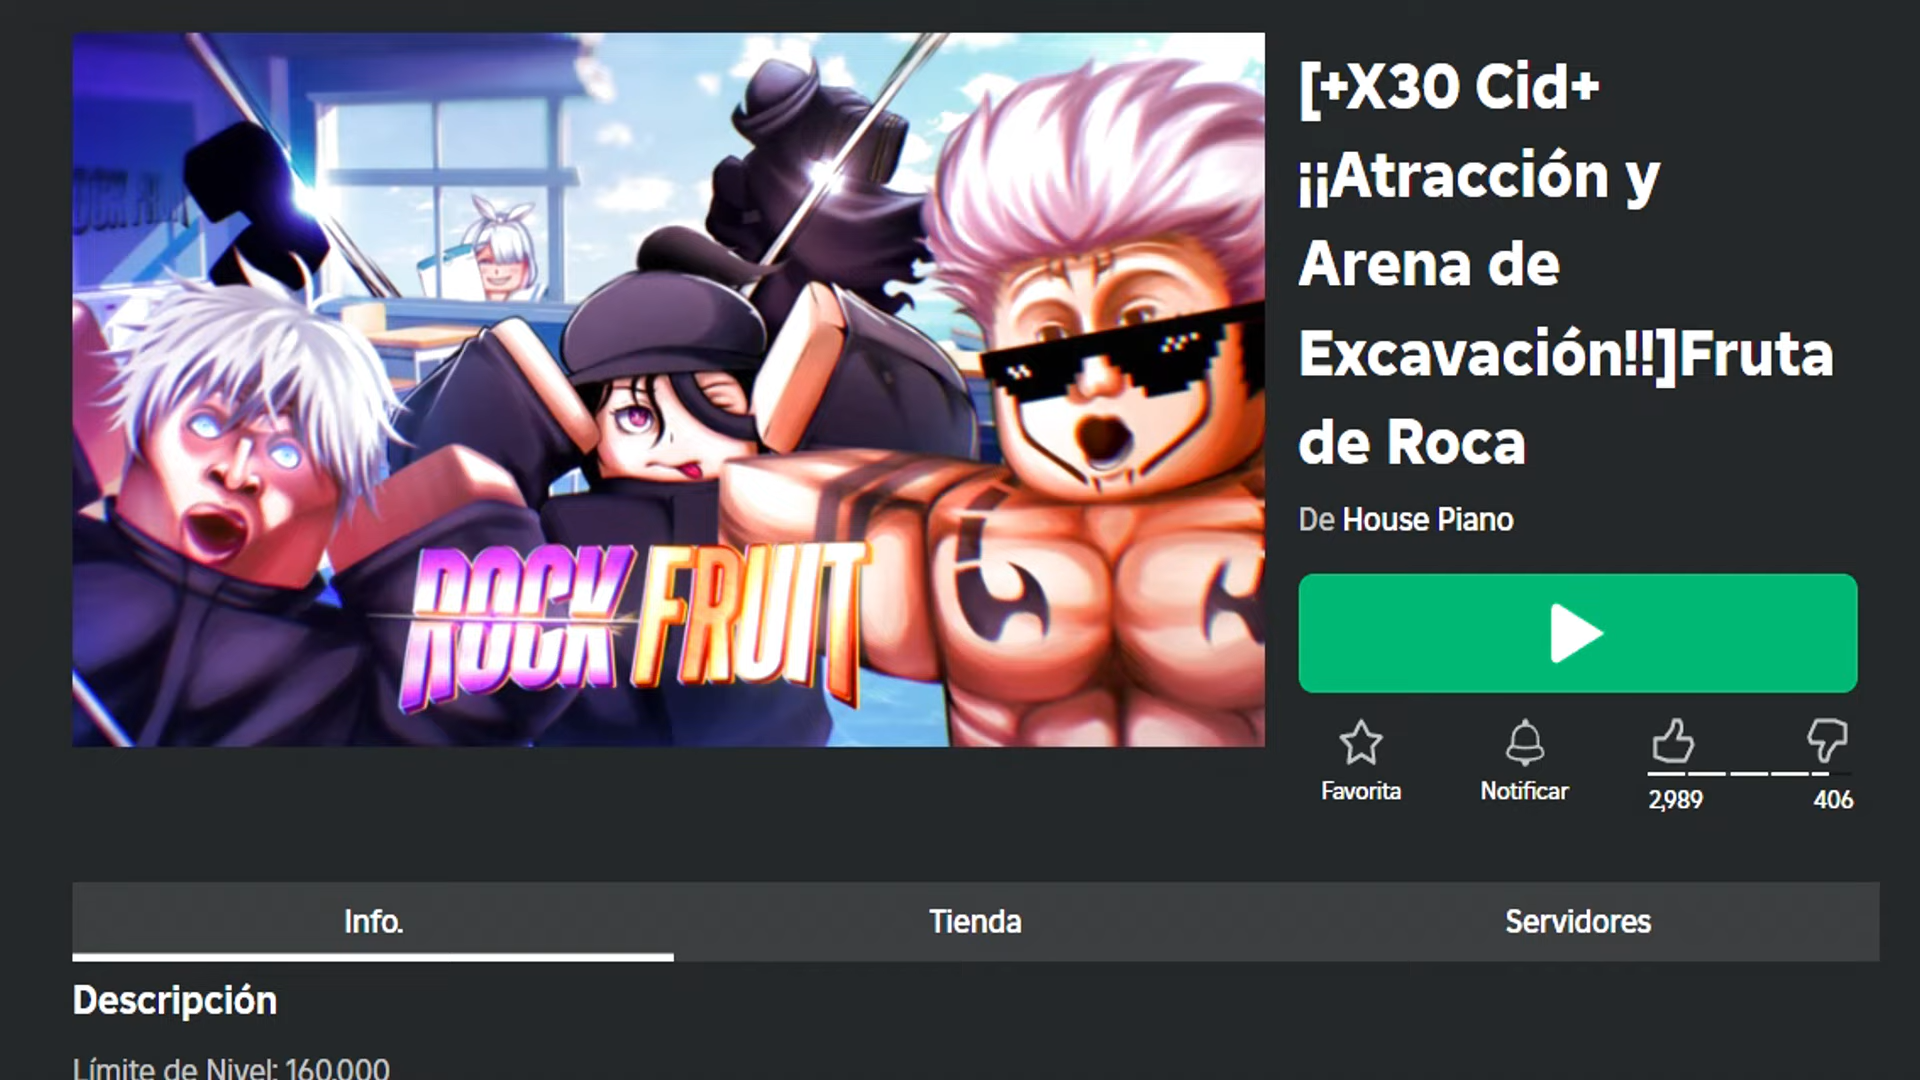 [+X30 Cid+
¡¡Atracción y
Arena de
Excavación!!]Fruta
de Roca
De House Piano
ROCK FRUIT
Favorita
Notificar
2,989
406
Info.
Tienda
Servidores
Descripción
Límite de Nivel: 160.000